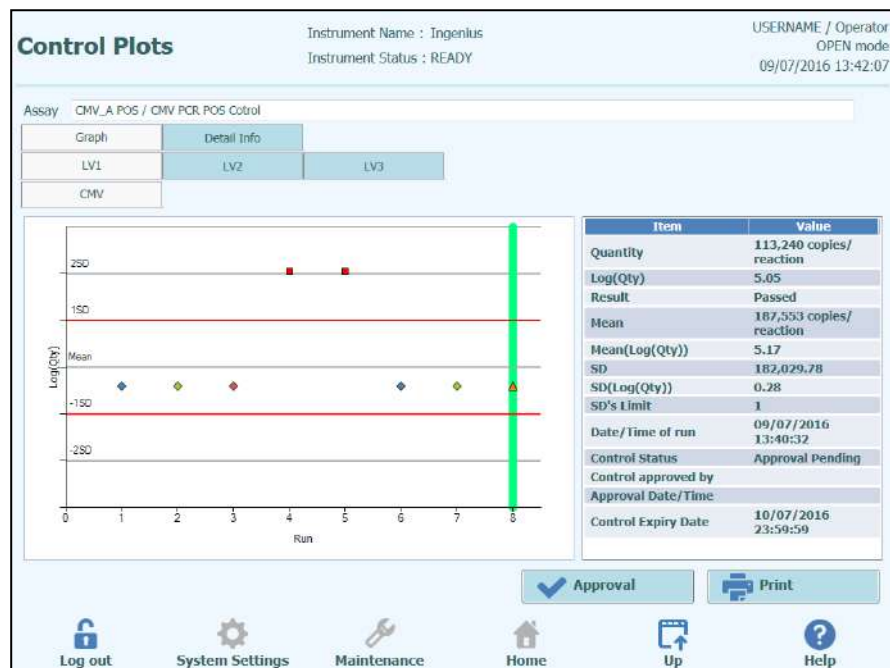 Control Plots
Instrument Name : Ingenius
Instrument Status : READY
USERNAME / Operator
OPEN mode
09/07/2016 13:42:07
Assay CMV_A POS / CMV PCR POS Cotrol
Graph Detail Info
LV1 LV2 LV3
CMV
Log(Qty)
2SD
1SD
Mean
-1SD
-2SD
0 1 2 3 4 5 6 7 8
Run
Item Value
Quantity 113,240 copies/
reaction
Log(Qty) 5.05
Result Passed
Mean 187,553 copies/
reaction
Mean(Log(Qty)) 5.17
SD 182,029.78
SD(Log(Qty)) 0.28
SD's Limit 1
Date/Time of run 09/07/2016
13:40:32
Control Status Approval Pending
Control approved by
Approval Date/Time
Control Expiry Date 10/07/2016
23:59:59
Approval Print
Log out System Settings Maintenance Home Up Help